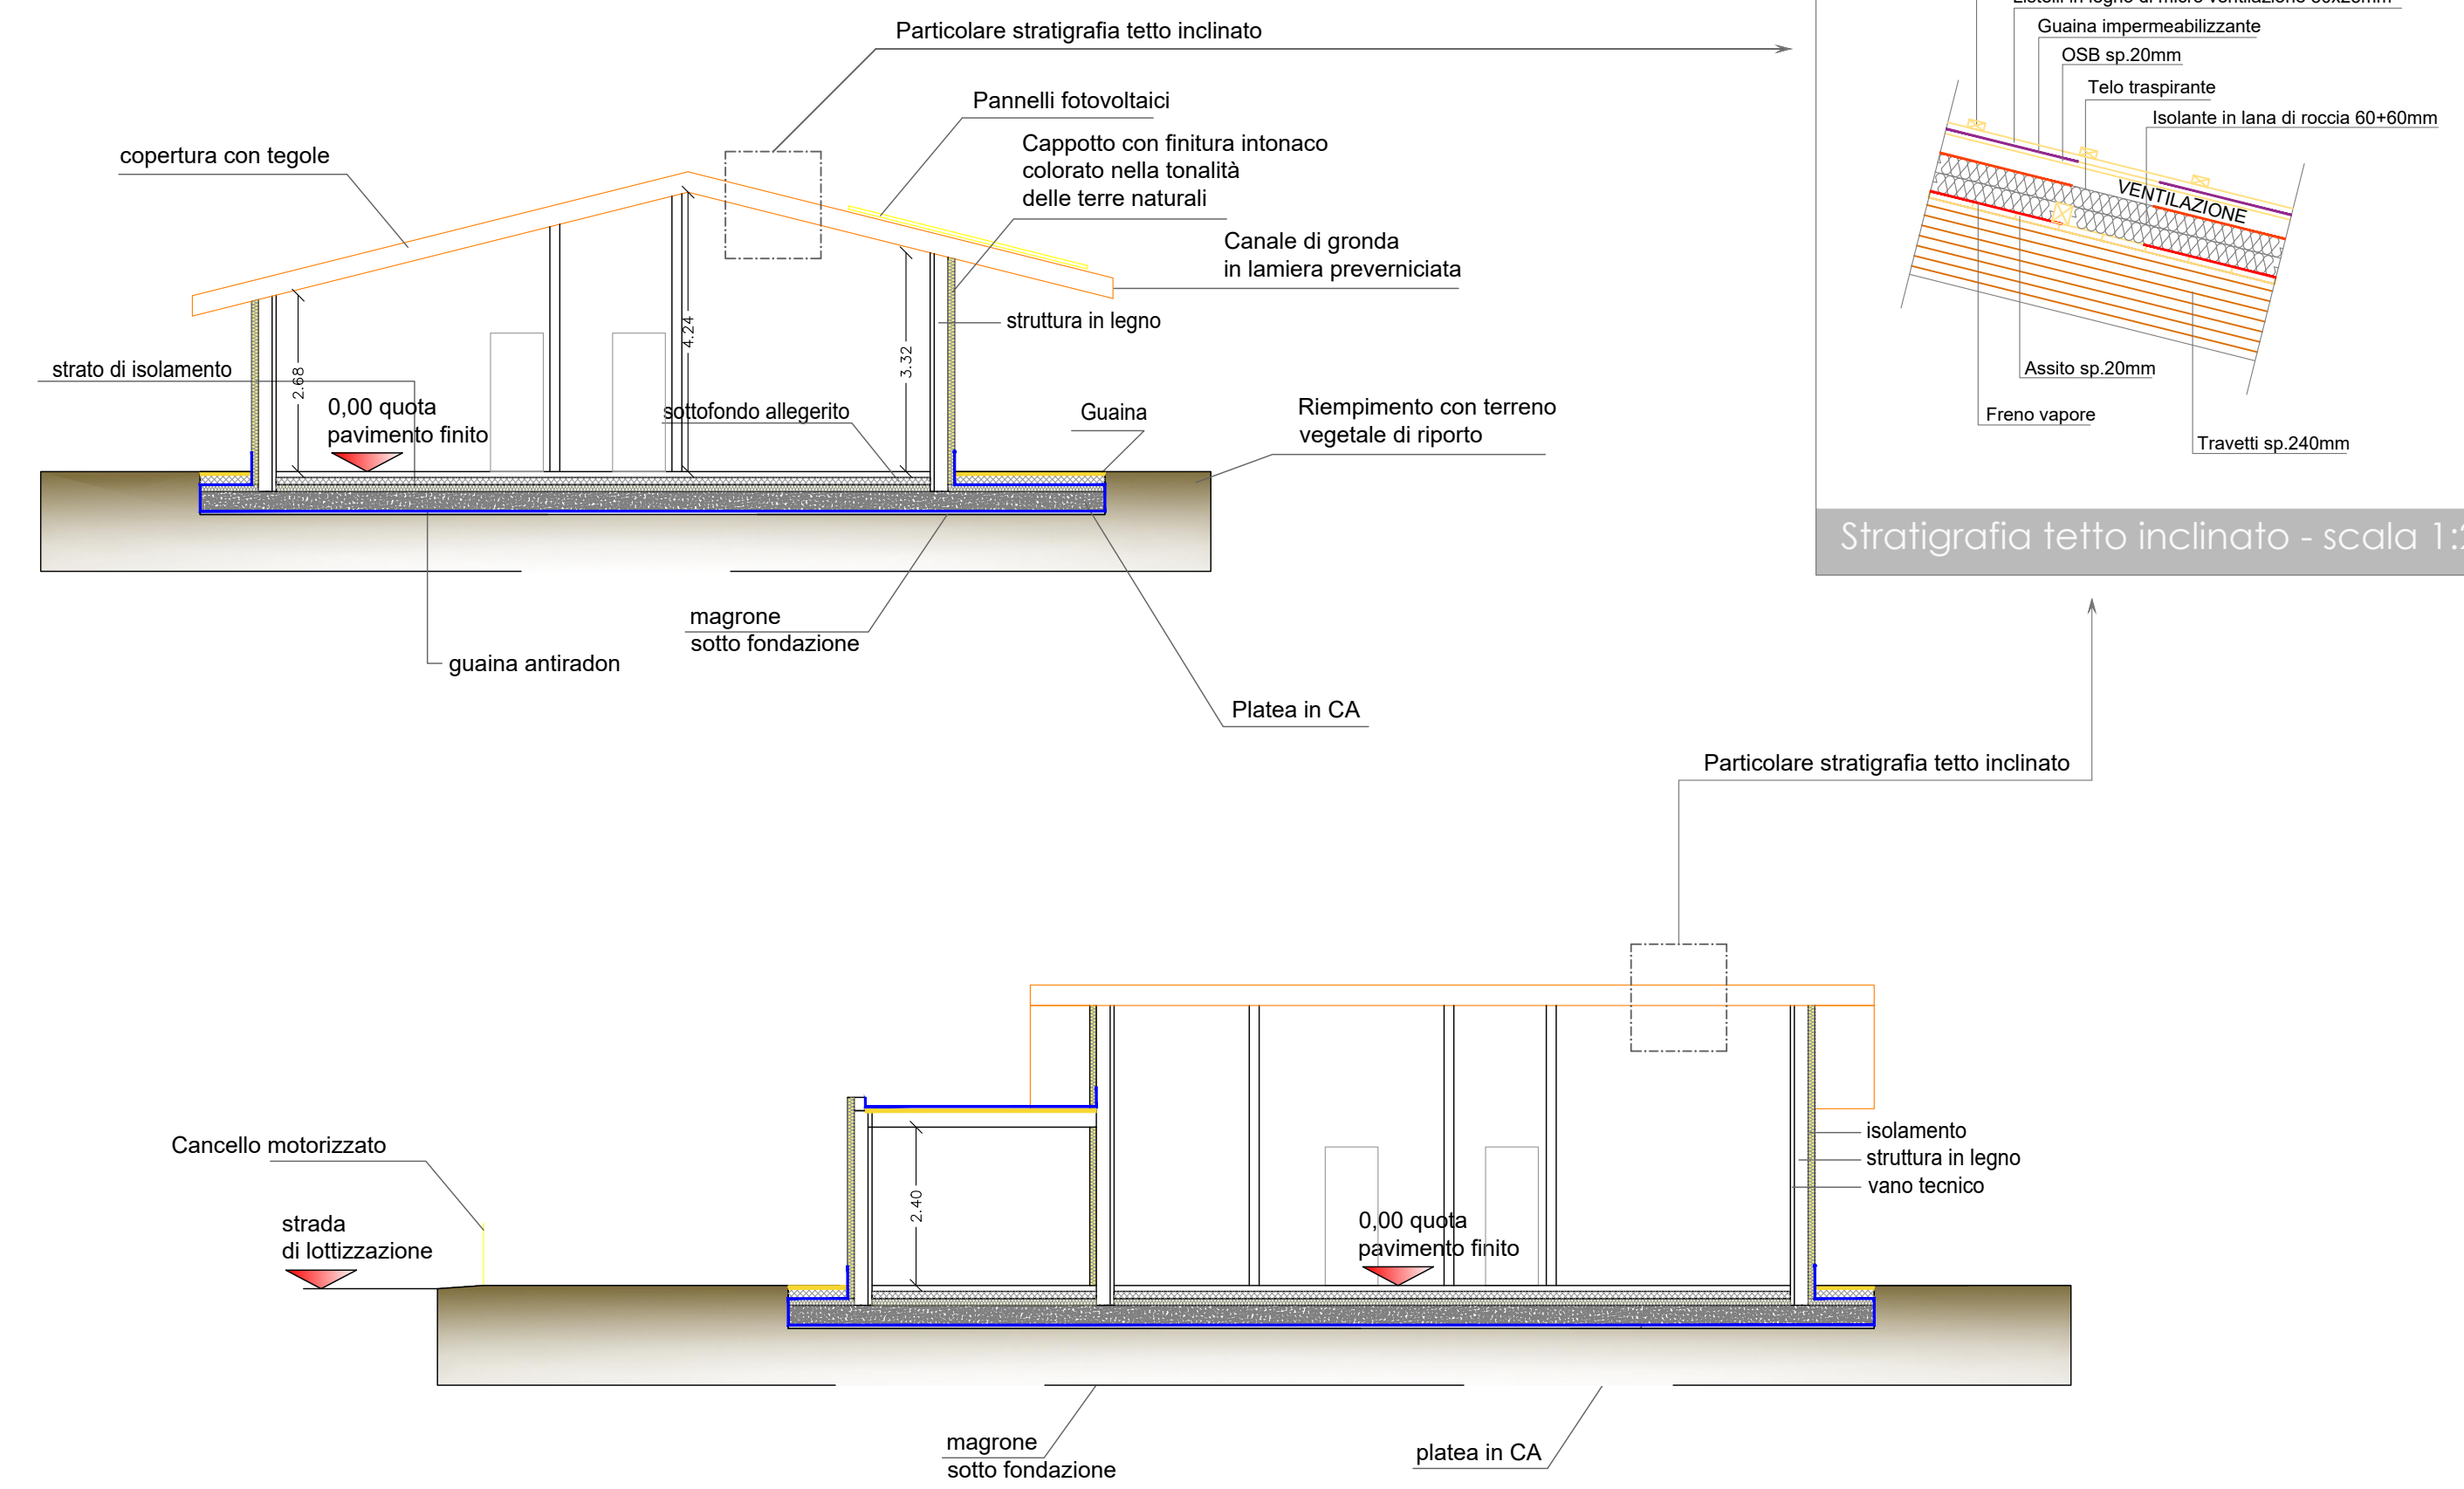 Particolare stratigrafia tetto inclinato
Pannelli fotovoltaici
Cappotto con finitura intonaco
colorato nella tonalità
delle terre naturali
copertura con tegole
Canale di gronda
in lamiera preverniciata
struttura in legno
strato di isolamento
2.68
4.24
3.32
0,00 quota
pavimento finito
sottofondo allegerito
Guaina
Riempimento con terreno
vegetale di riporto
magrone
sotto fondazione
guaina antiradon
Platea in CA
Guaina impermeabilizzante
OSB sp.20mm
Telo traspirante
Isolante in lana di roccia 60+60mm
VENTILAZIONE
Assito sp.20mm
Freno vapore
Travetti sp.240mm
Stratigrafia tetto inclinato - scala 1:
Particolare stratigrafia tetto inclinato
Cancello motorizzato
strada
di lottizzazione
2.40
0,00 quota
pavimento finito
isolamento
struttura in legno
vano tecnico
magrone
sotto fondazione
platea in CA